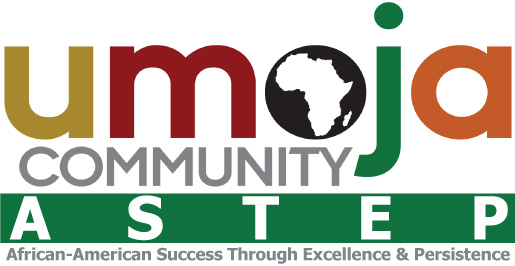 umoja
COMMUNITY
ASTEP
African-American Success Through Excellence & Persistence